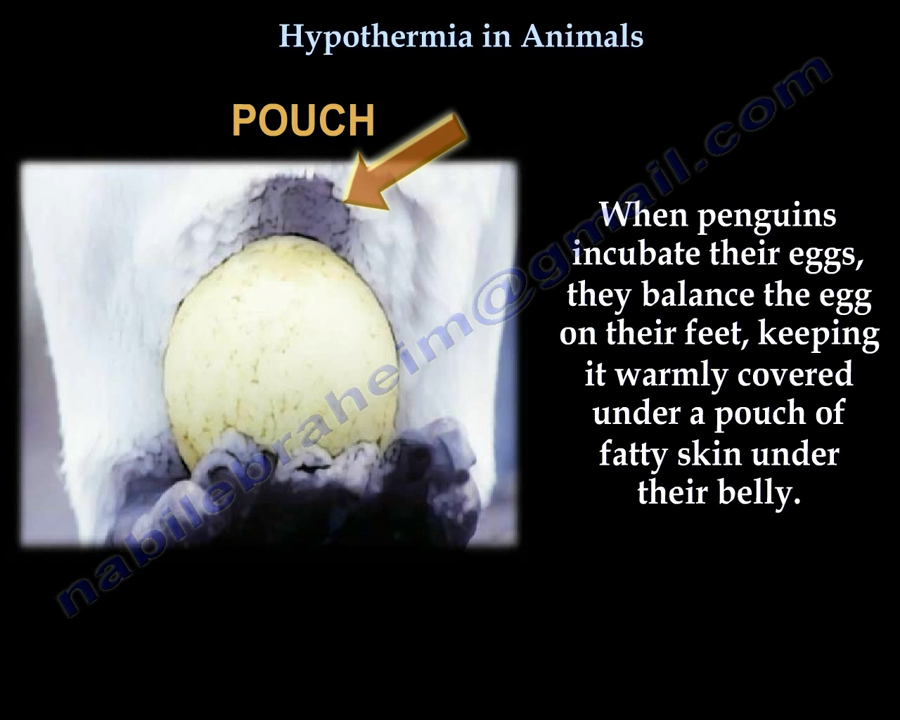 Hypothermia in Animals
POUCH
When penguins
incubate their eggs,
they balance the egg
on their feet, keeping
it warmly covered
under a pouch of
fatty skin under
their belly.
nabilebraheim@gmail.com